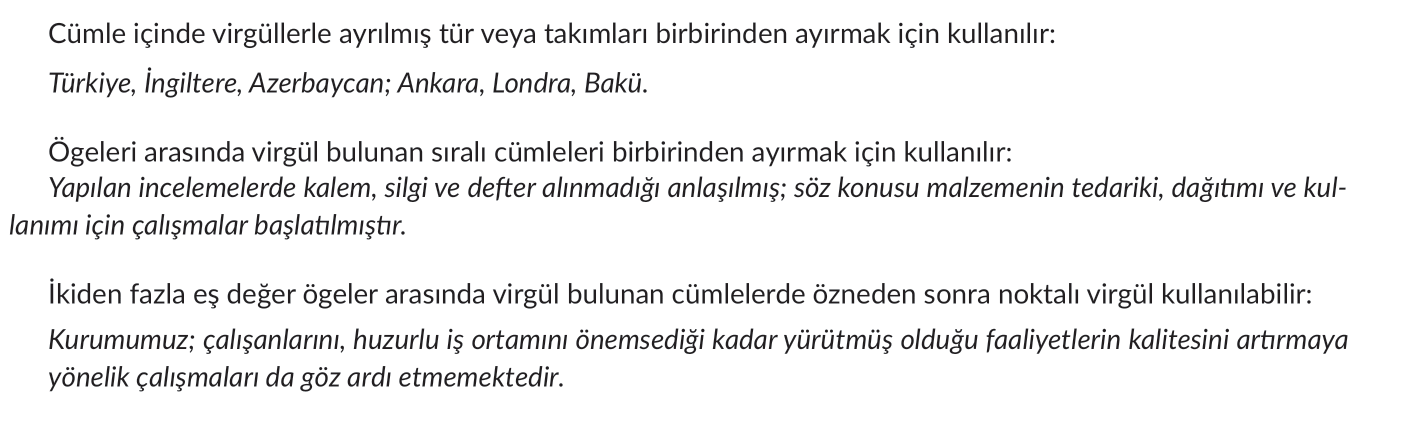 Cümle içinde virgüllerle ayrılmış tür veya takımları birbirinden ayırmak için kullanılır:
Türkiye, İngiltere, Azerbaycan; Ankara, Londra, Bakü.
Ögeleri arasında virgül bulunan sıralı cümleleri birbirinden ayırmak için kullanılır:
Yapılan incelemelerde kalem, silgi ve defter alınmadığı anlaşılmış; söz konusu malzemenin tedariki, dağıtımı ve kul-
lanımı için çalışmalar başlatılmıştır.
İkiden fazla eş değer ögeler arasında virgül bulunan cümlelerde özneden sonra noktalı virgül kullanılabilir:
Kurumumuz; çalışanlarını, huzurlu iş ortamını önemsediği kadar yürütmüş olduğu faaliyetlerin kalitesini artırmaya
yönelik çalışmaları da göz ardı etmemektedir.